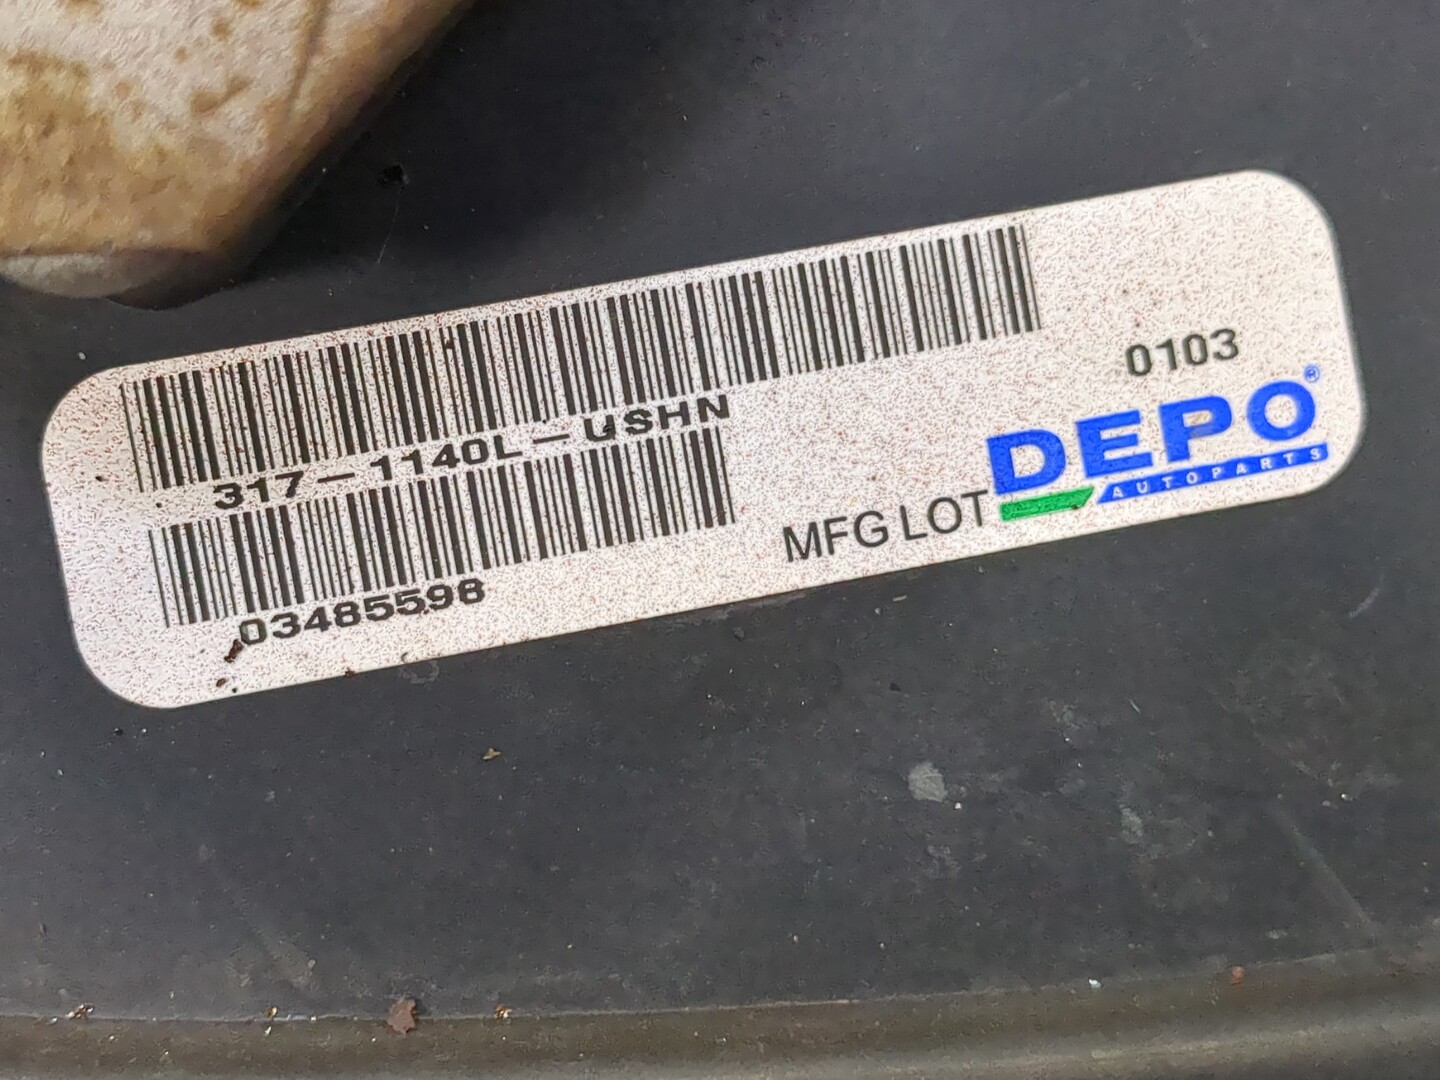 317-1140L-USHN
03485598
0103
DEPO®
AUTOPARTS
MFG LOT